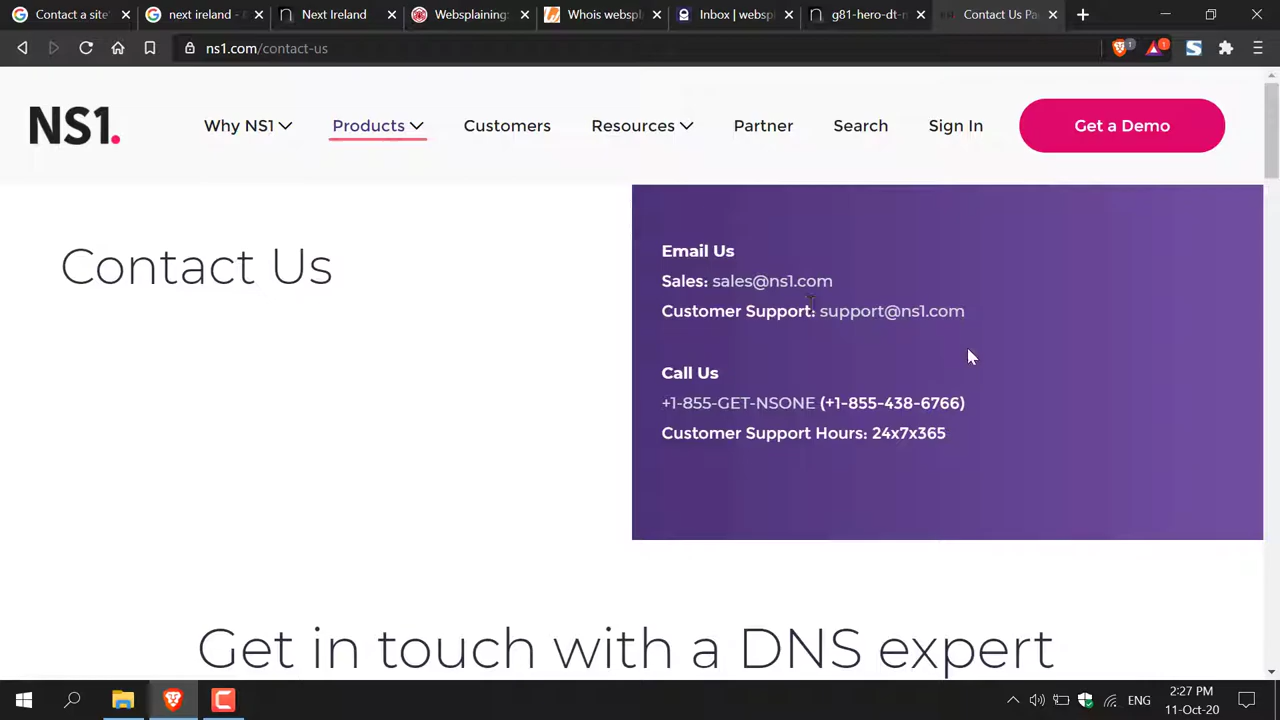 Contact a site
next ireland -
Next Ireland
Websplaining:
Whois webspl
Inbox | websp
g81-hero-dt-n
Contact Us Pa
ns1.com/contact-us
1
1
NS1.
Why NS1
Products
Customers
Resources
Partner
Search
Sign In
Get a Demo
Contact Us
Email Us
Sales: sales@ns1.com
Customer Support: support@ns1.com
Call Us
+1-855-GET-NSONE (+1-855-438-6766)
Customer Support Hours: 24x7x365
Get in touch with a DNS expert
ENG
2:27 PM
11-Oct-20